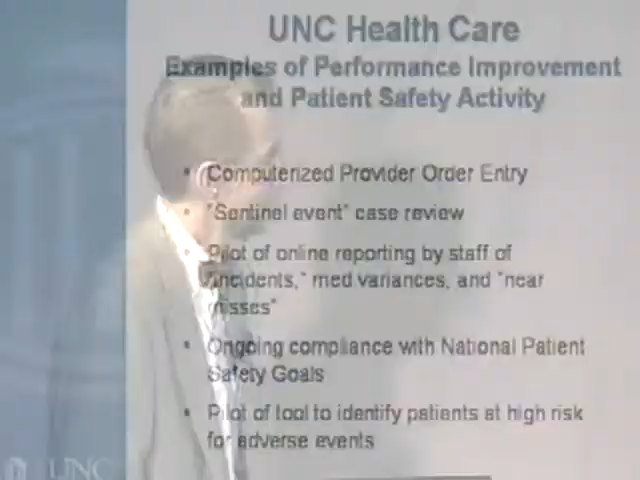 UNC Health Care
Examples of Performance Improvement
and Patient Safety Activity
• Computerized Provider Order Entry
• "Sentinel event" case review
• Pilot of online reporting by staff of
"incidents," med variances, and "near
misses"
• Ongoing compliance with National Patient
Safety Goals
• Pilot of tool to identify patients at high risk
for adverse events
UNC